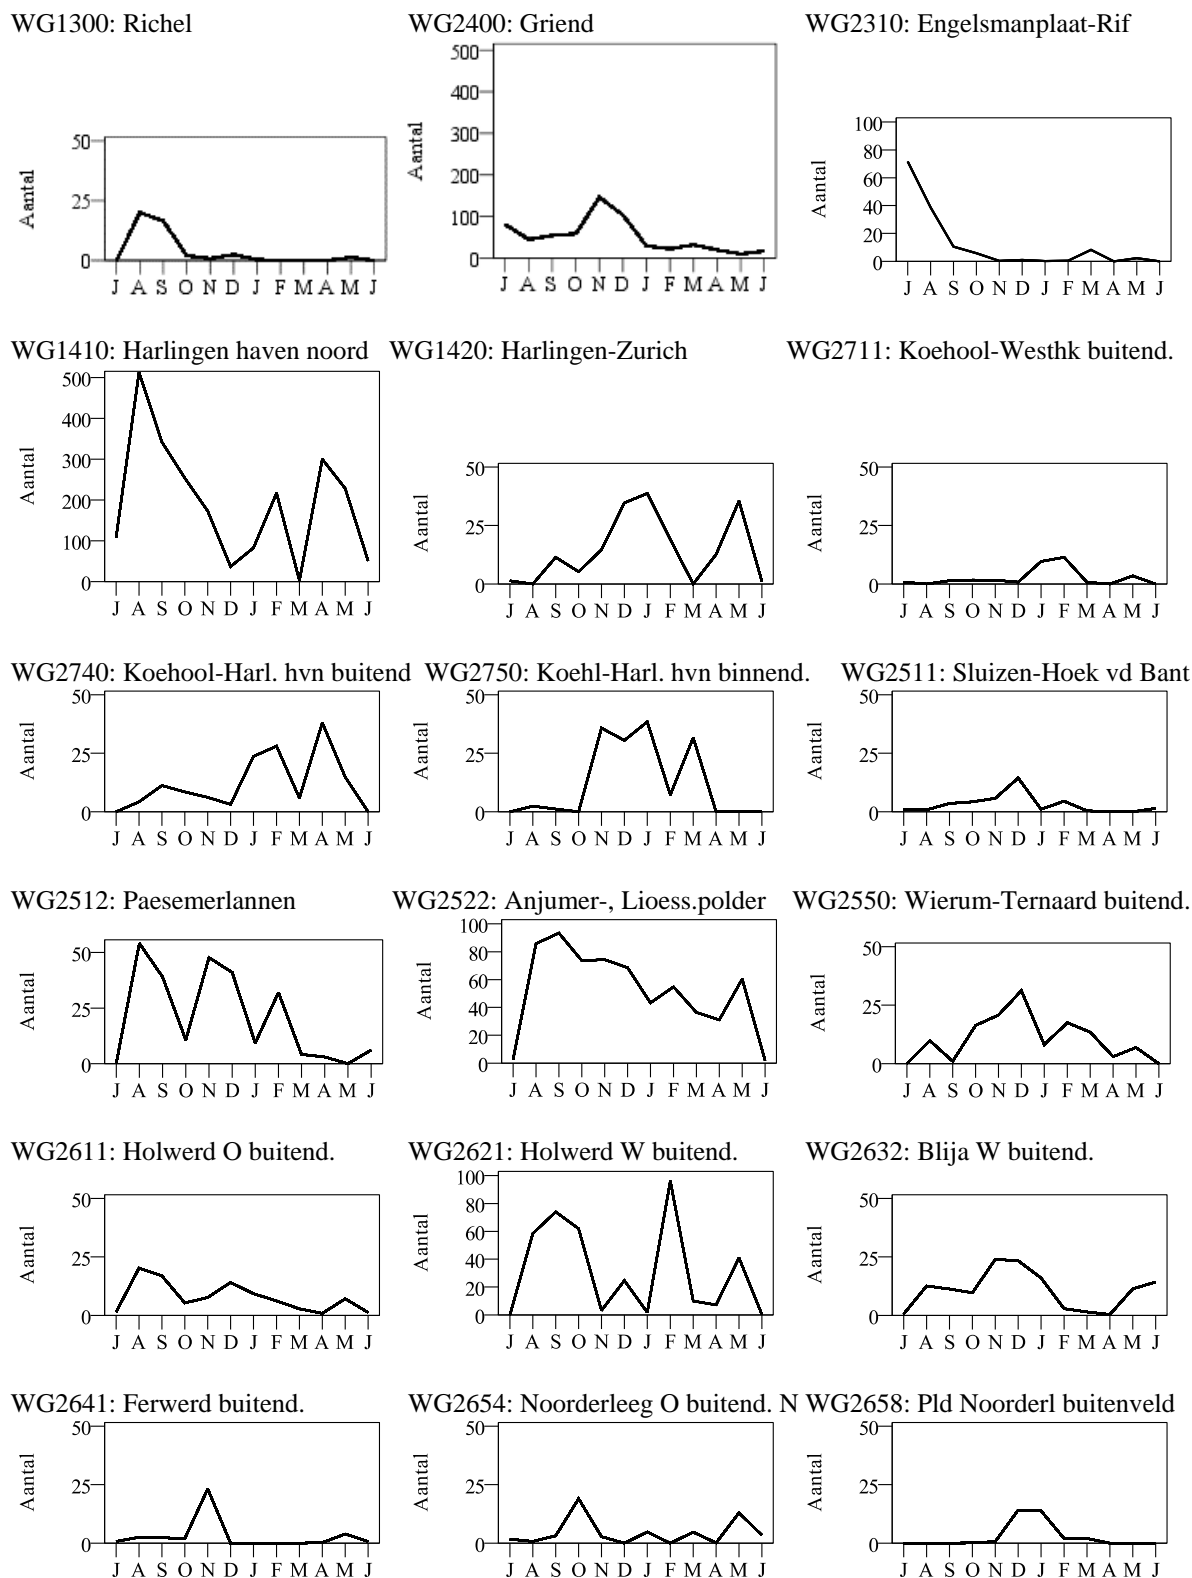 WG1300: Richel WG2400: Griend WG2310: Engelsmanplaat-Rif
Aantal 50 25 0
J A S O N D J F M A M J
Aantal 500 400 300 200 100 0
J A S O N D J F M A M J
Aantal 100 80 60 40 20 0
J A S O N D J F M A M J
WG1410: Harlingen haven noord WG1420: Harlingen-Zurich WG2711: Koehool-Westhk buitend.
Aantal 500 400 300 200 100 0
J A S O N D J F M A M J
Aantal 50 25 0
J A S O N D J F M A M J
Aantal 50 25 0
J A S O N D J F M A M J
WG2740: Koehool-Harl. hvn buitend WG2750: Koehl-Harl. hvn binnend. WG2511: Sluizen-Hoek vd Bant
Aantal 50 25 0
J A S O N D J F M A M J
Aantal 50 25 0
J A S O N D J F M A M J
Aantal 50 25 0
J A S O N D J F M A M J
WG2512: Paesemerlannen WG2522: Anjumer-, Lioess.polder WG2550: Wierum-Ternaard buitend.
Aantal 50 25 0
J A S O N D J F M A M J
Aantal 100 80 60 40 20 0
J A S O N D J F M A M J
Aantal 50 25 0
J A S O N D J F M A M J
WG2611: Holwerd O buitend. WG2621: Holwerd W buitend. WG2632: Blija W buitend.
Aantal 50 25 0
J A S O N D J F M A M J
Aantal 100 80 60 40 20 0
J A S O N D J F M A M J
Aantal 50 25 0
J A S O N D J F M A M J
WG2641: Ferwerd buitend. WG2654: Noorderleeg O buitend. N WG2658: Pld Noorderl buitenveld
Aantal 50 25 0
J A S O N D J F M A M J
Aantal 50 25 0
J A S O N D J F M A M J
Aantal 50 25 0
J A S O N D J F M A M J